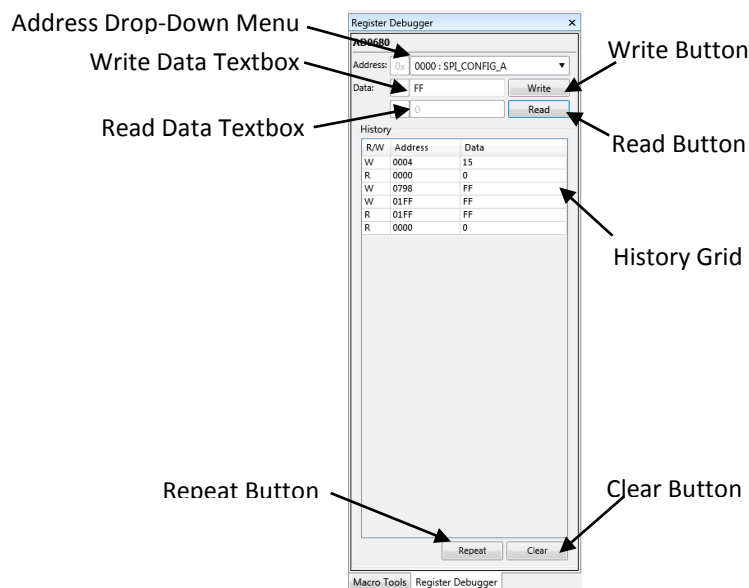 Register Debugger ×
Address Drop-Down Menu
AD9680
Write Data Textbox
Address: 0x 0000 : SPI_CONFIG_A
Write Button
Data: FF Write
Read Data Textbox
0 Read
Read Button
History
R/W Address Data
W 0004 15
R 0000 0
W 0798 FF
W 01FF FF
R 01FF FF
R 0000 0
History Grid
Repeat Button
Clear Button
Repeat Clear
Macro Tools Register Debugger